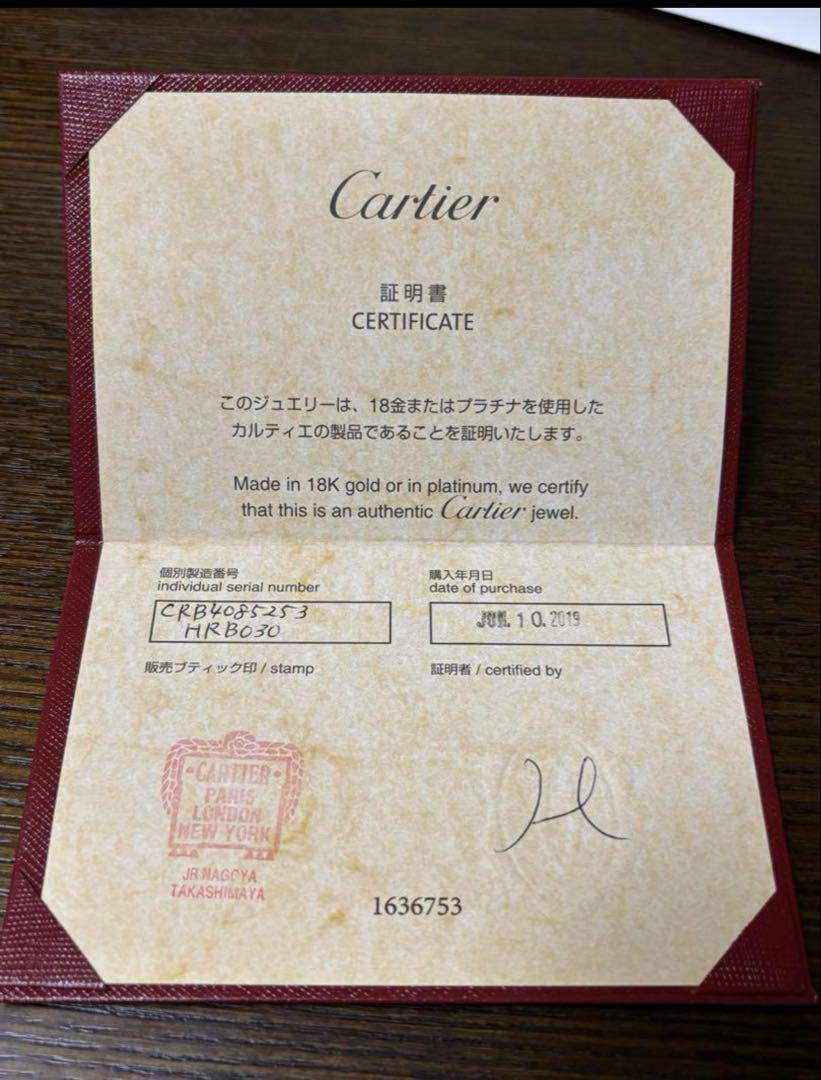 Cartier
証明書
CERTIFICATE
このジュエリーは、18金またはプラチナを使用した
カルティエの製品であることを証明いたします。
Made in 18K gold or in platinum, we certify
that this is an authentic Cartier jewel.
個別製造番号
individual serial number
CRB4085253
HRB030
購入年月日
date of purchase
10.2019
販売ブティック印 / stamp
証明者 / certified by
CARTIER
PARIS
LONDON
NEW YORK
JR NAGOYA
TAKASHIMAYA
1636753